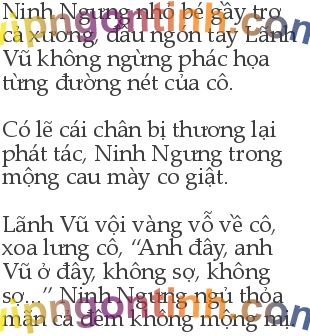 Ninh Ngưng nhỏ bé gầy trơ
cả xương, đầu ngón tay Lãnh
Vũ không ngừng phác họa
từng đường nét của cô.
Có lẽ cái chân bị thương lại
phát tác, Ninh Ngưng trong
mộng cau mày co giật.
Lãnh Vũ vội vàng vỗ về cô,
xoa lưng cô, “Anh đây, anh
Vũ ở đây, không sợ, không
sợ...” Ninh Ngưng ngủ thỏa
mãn cả đêm không mộng mị